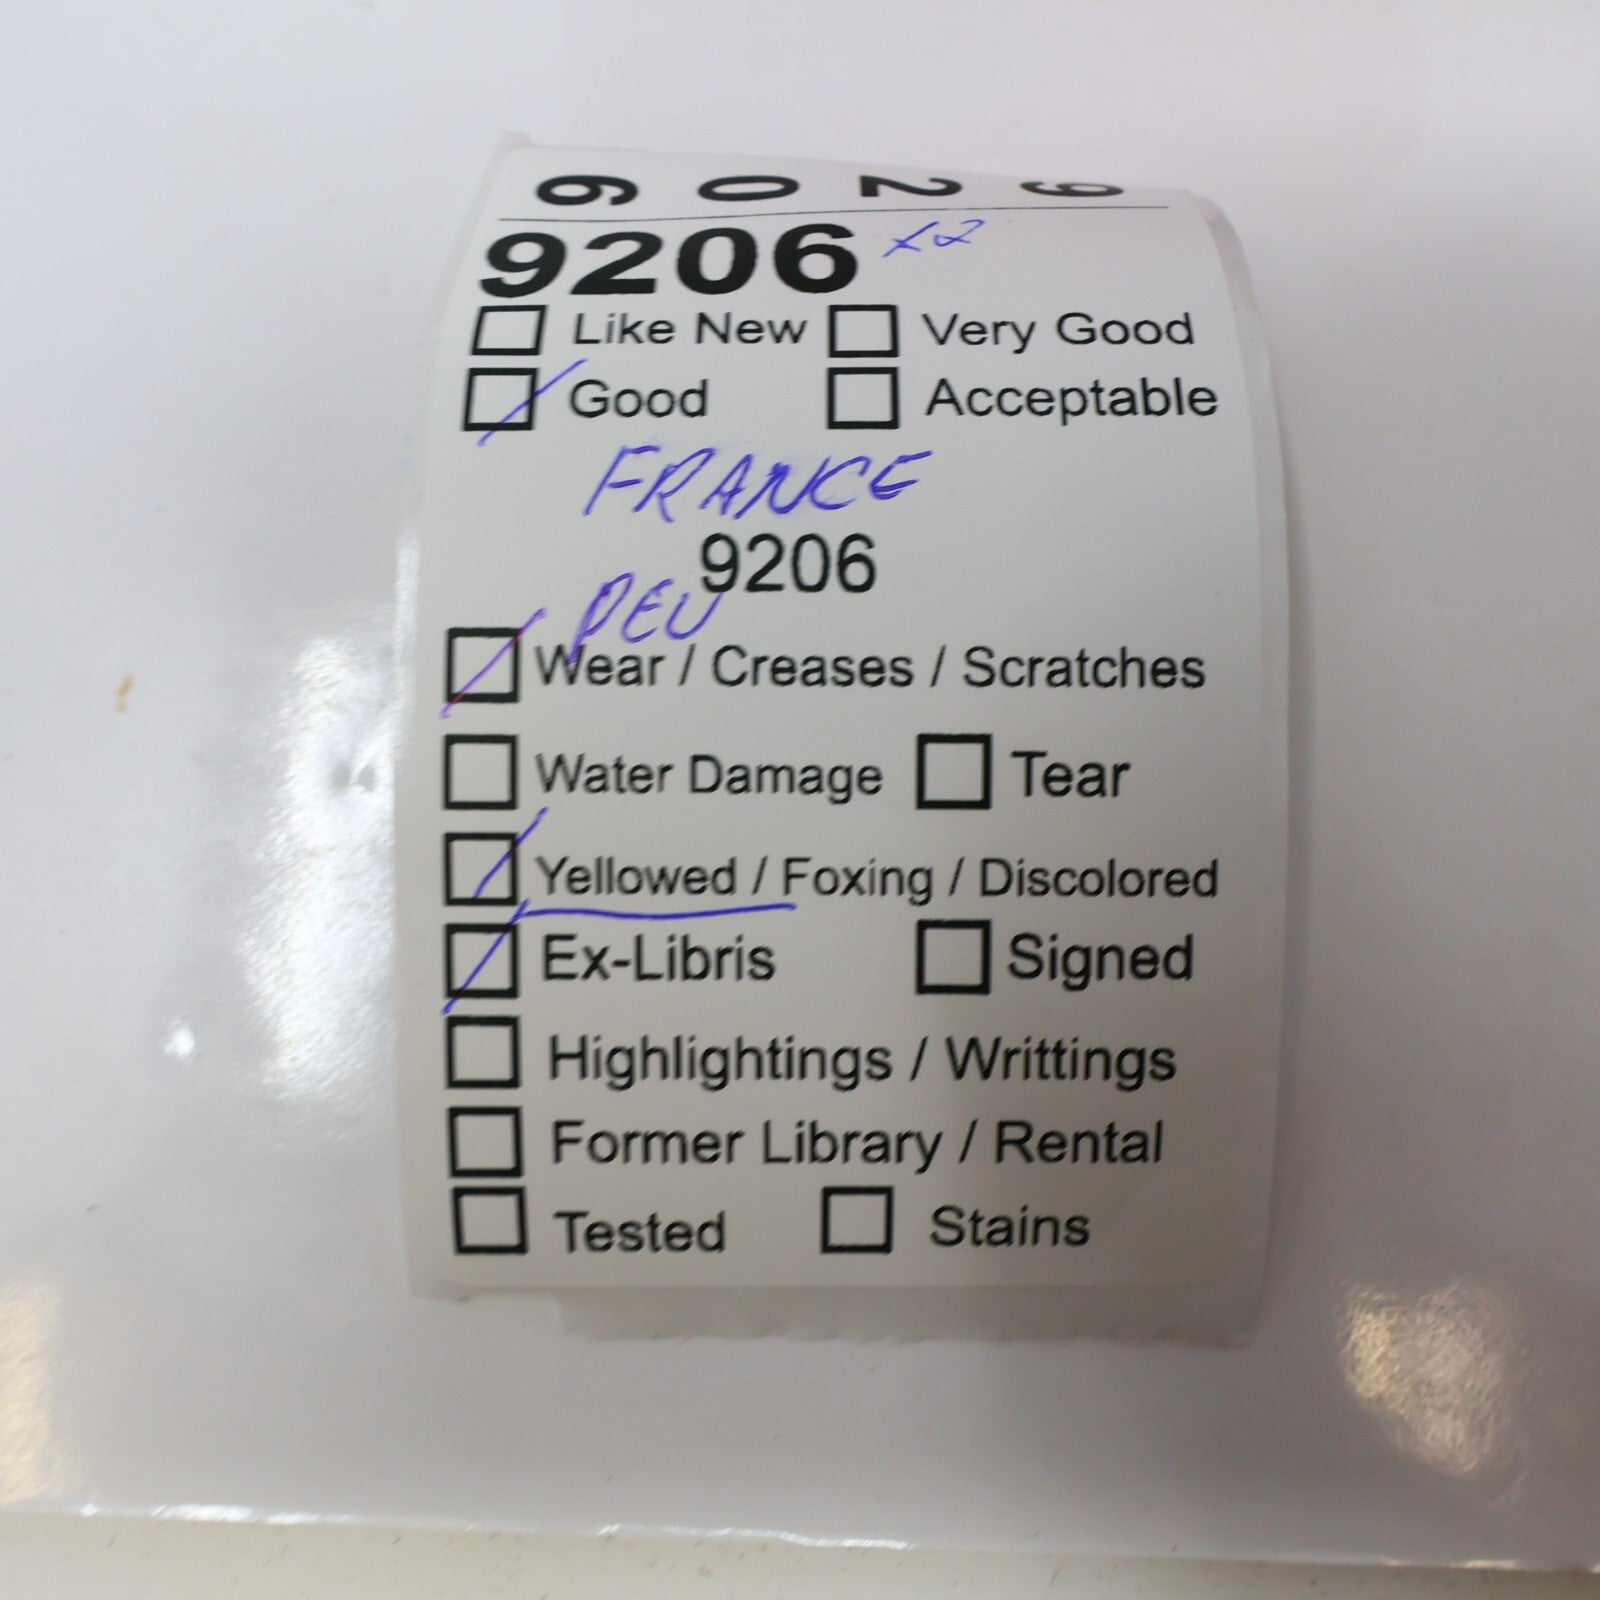 9206
9206 x2
Like New Very Good
Good Acceptable
FRANCE
9206
PEU
Wear / Creases / Scratches
Water Damage Tear
Yellowed / Foxing / Discolored
Ex-Libris Signed
Highlightings / Writtings
Former Library / Rental
Tested Stains